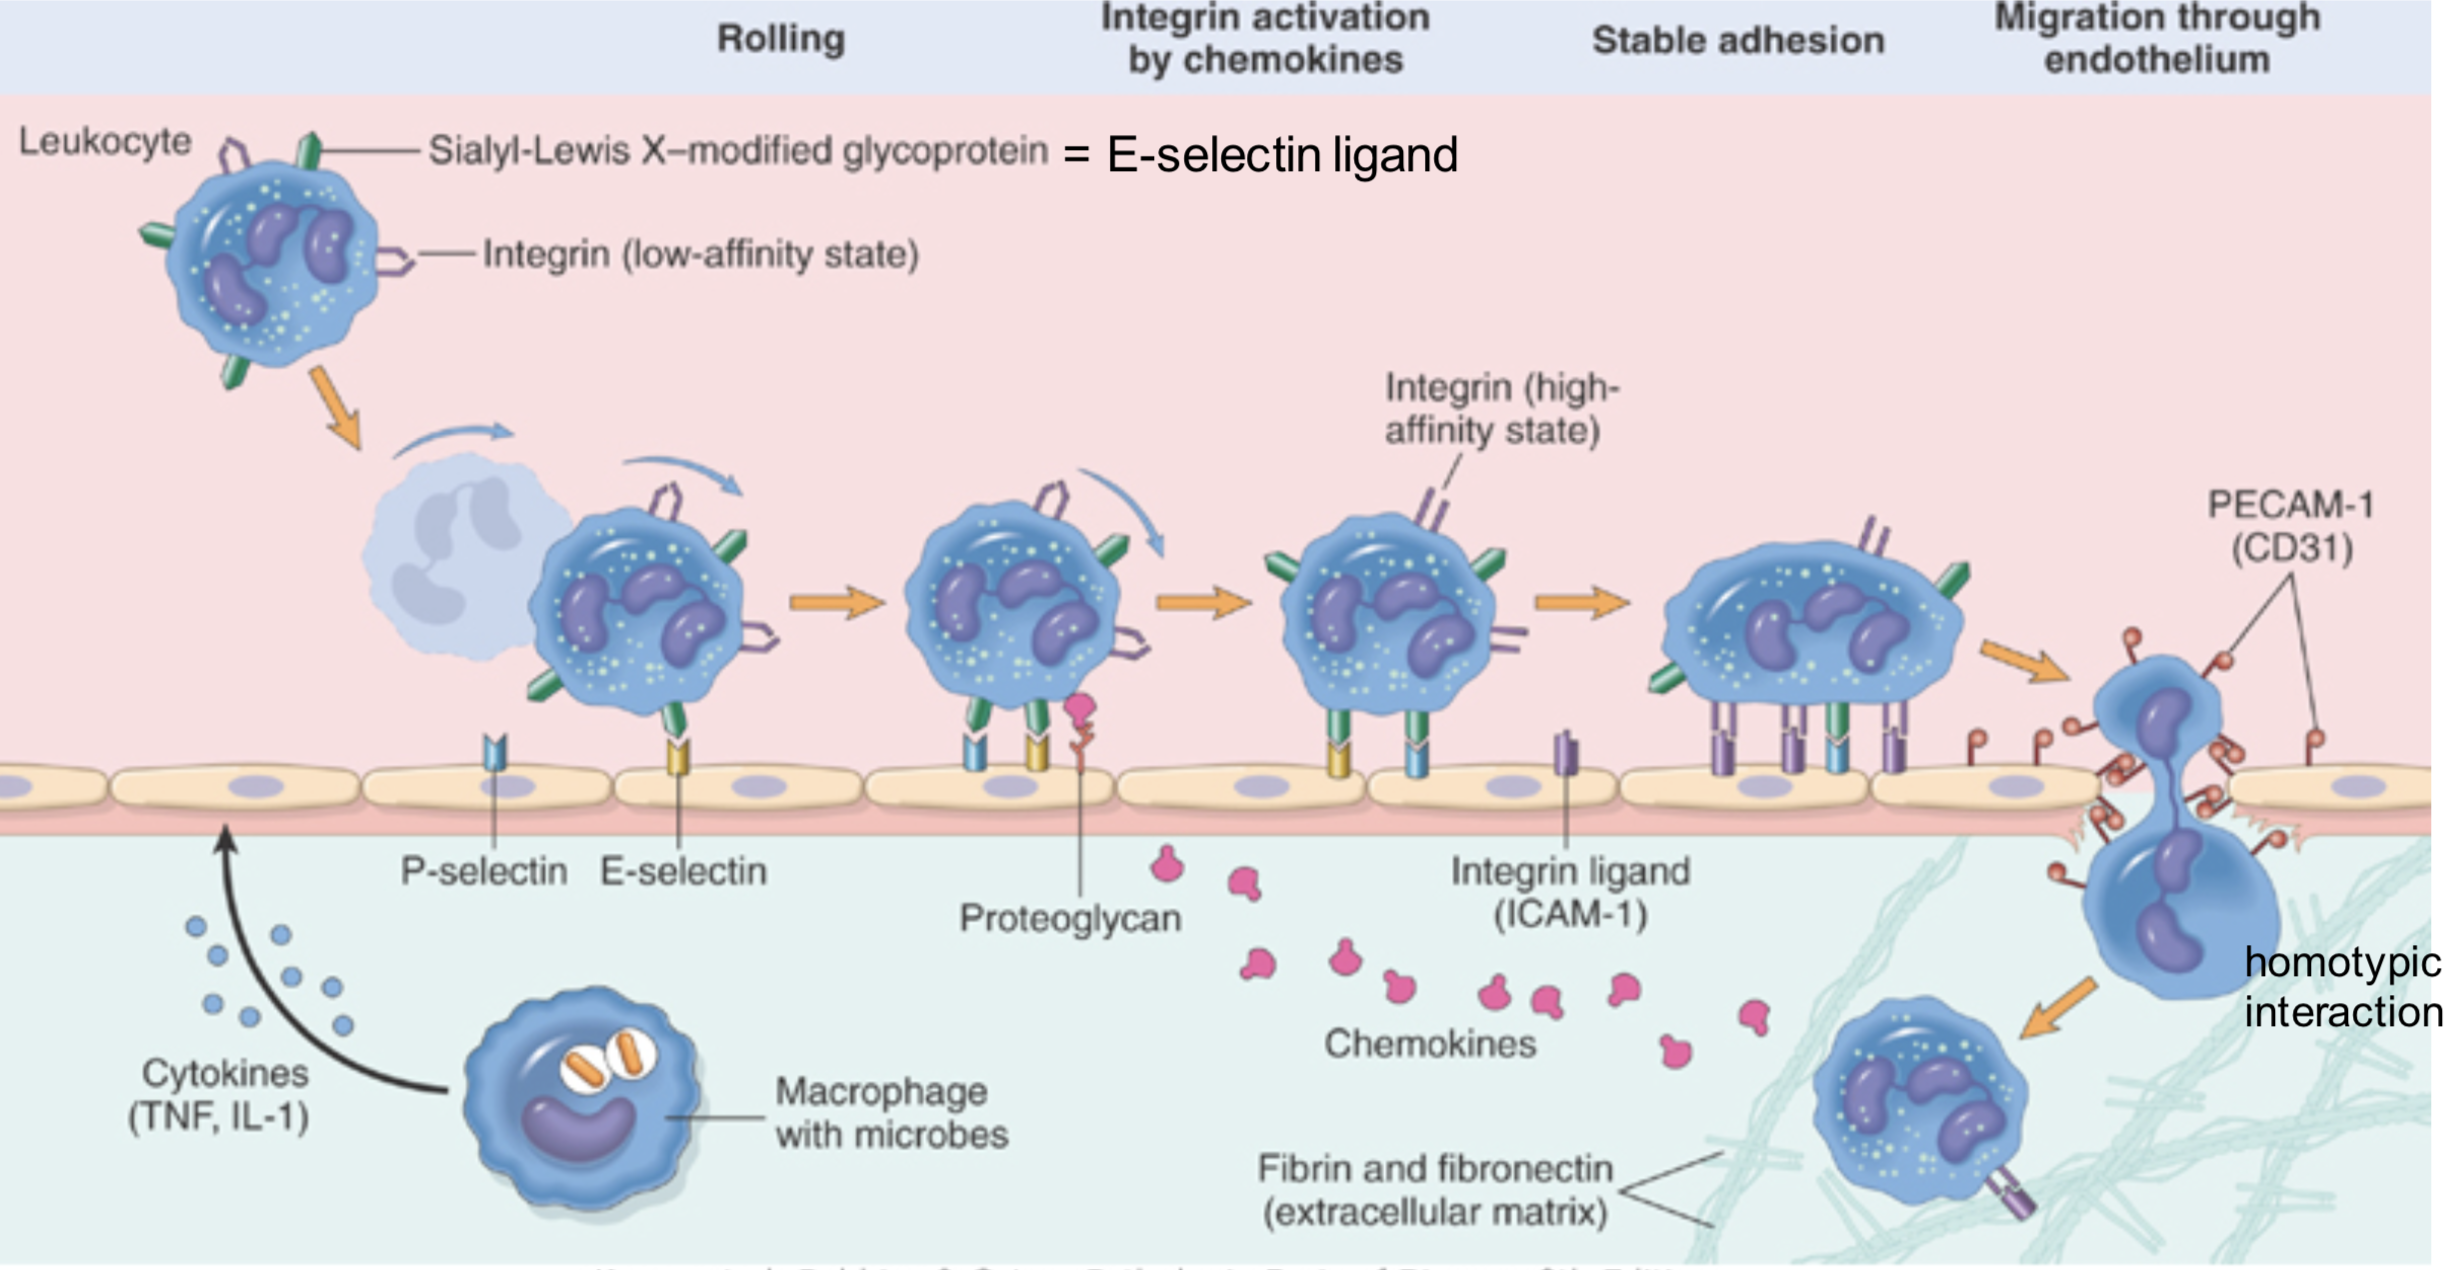 Rolling
Integrin activation
by chemokines
Stable adhesion
Migration through
endothelium
Leukocyte
Sialyl-Lewis X–modified glycoprotein = E-selectin ligand
Integrin (low-affinity state)
Integrin (high-
affinity state)
PECAM-1
(CD31)
P-selectin
E-selectin
Proteoglycan
Integrin ligand
(ICAM-1)
homotypic
interaction
Chemokines
Cytokines
(TNF, IL-1)
Macrophage
with microbes
Fibrin and fibronectin
(extracellular matrix)